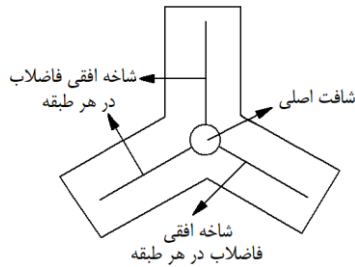 شاخه افقی فاضلاب
در هر طبقه
شافت اصلی
شاخه افقی
فاضلاب در هر طبقه